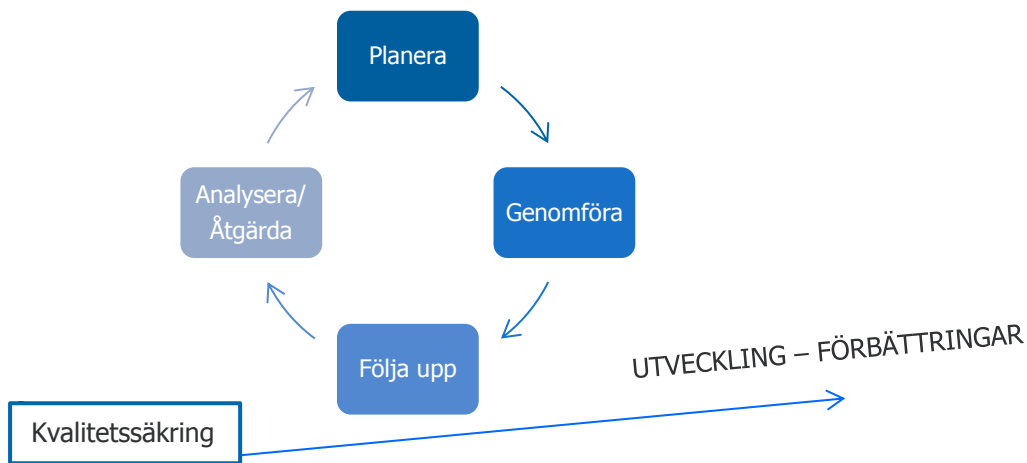 Planera
Genomföra
Följa upp
Analysera/
Åtgärda
UTVECKLING – FÖRBÄTTRINGAR
Kvalitetssäkring